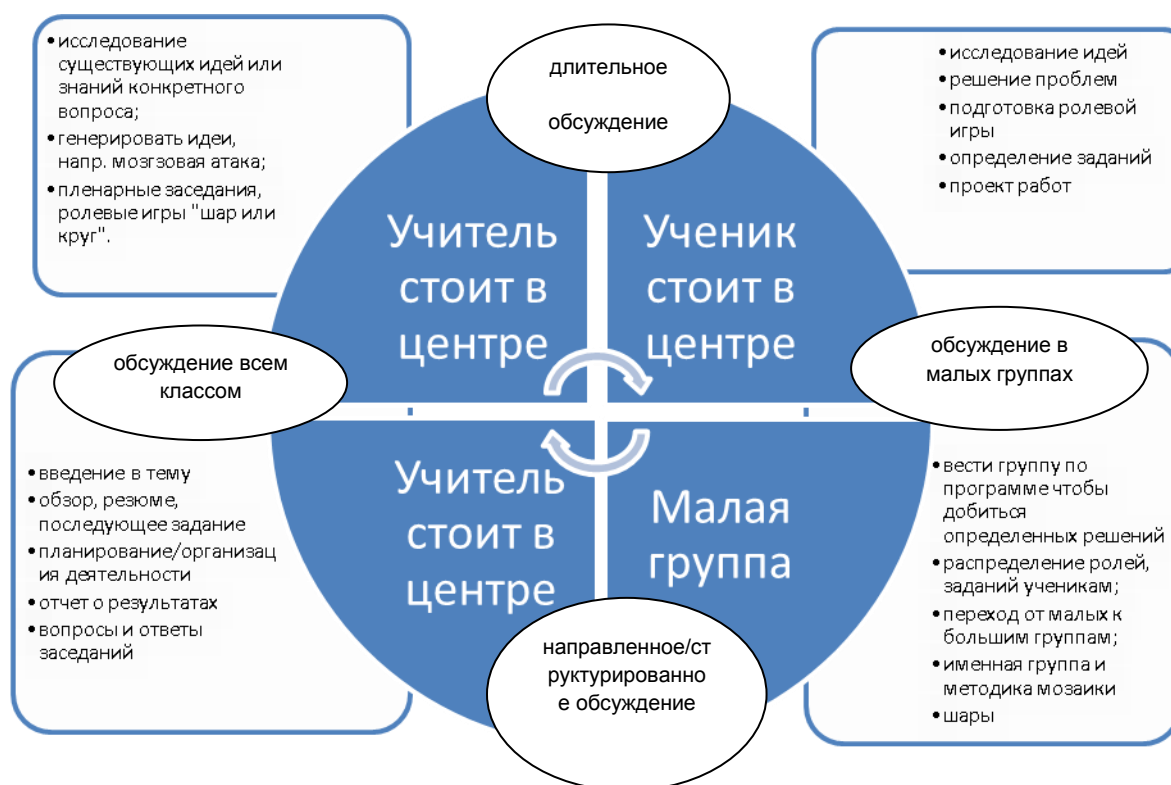 •исследование
существующих идей или
знаний конкретного
вопроса;
•генерировать идеи,
напр. мозгзовая атака;
•пленарные заседания,
ролевые игры "шар или
круг".
длительное
обсуждение
•исследование идей
•решение проблем
•подготовка ролевой
игры
•определение заданий
•проект работ
Учитель
стоит в
центре
Ученик
стоит в
центре
обсуждение всем
классом
обсуждение в
малых группах
•введение в тему
•обзор, резюме,
последующее задание
•планирование/организац
ия деятельности
•отчет о результатах
•вопросы и ответы
заседаний
Учитель
стоит в
центре
Малая
группа
•вести группу по
программе чтобы
добиться
определенных решений
•распределение ролей,
заданий ученикам;
•переход от малых к
большим группам;
•именная группа и
методика мозаики
•шары
направленное/ст
руктурированно
е обсуждение